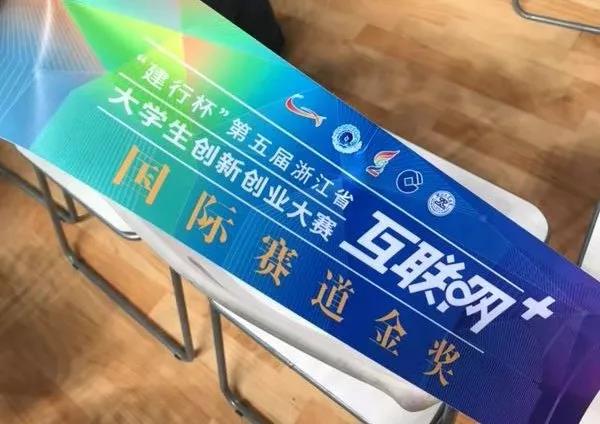 “建行杯”第五届浙江省
大学生创新创业大赛
互联网+
国际赛道金奖